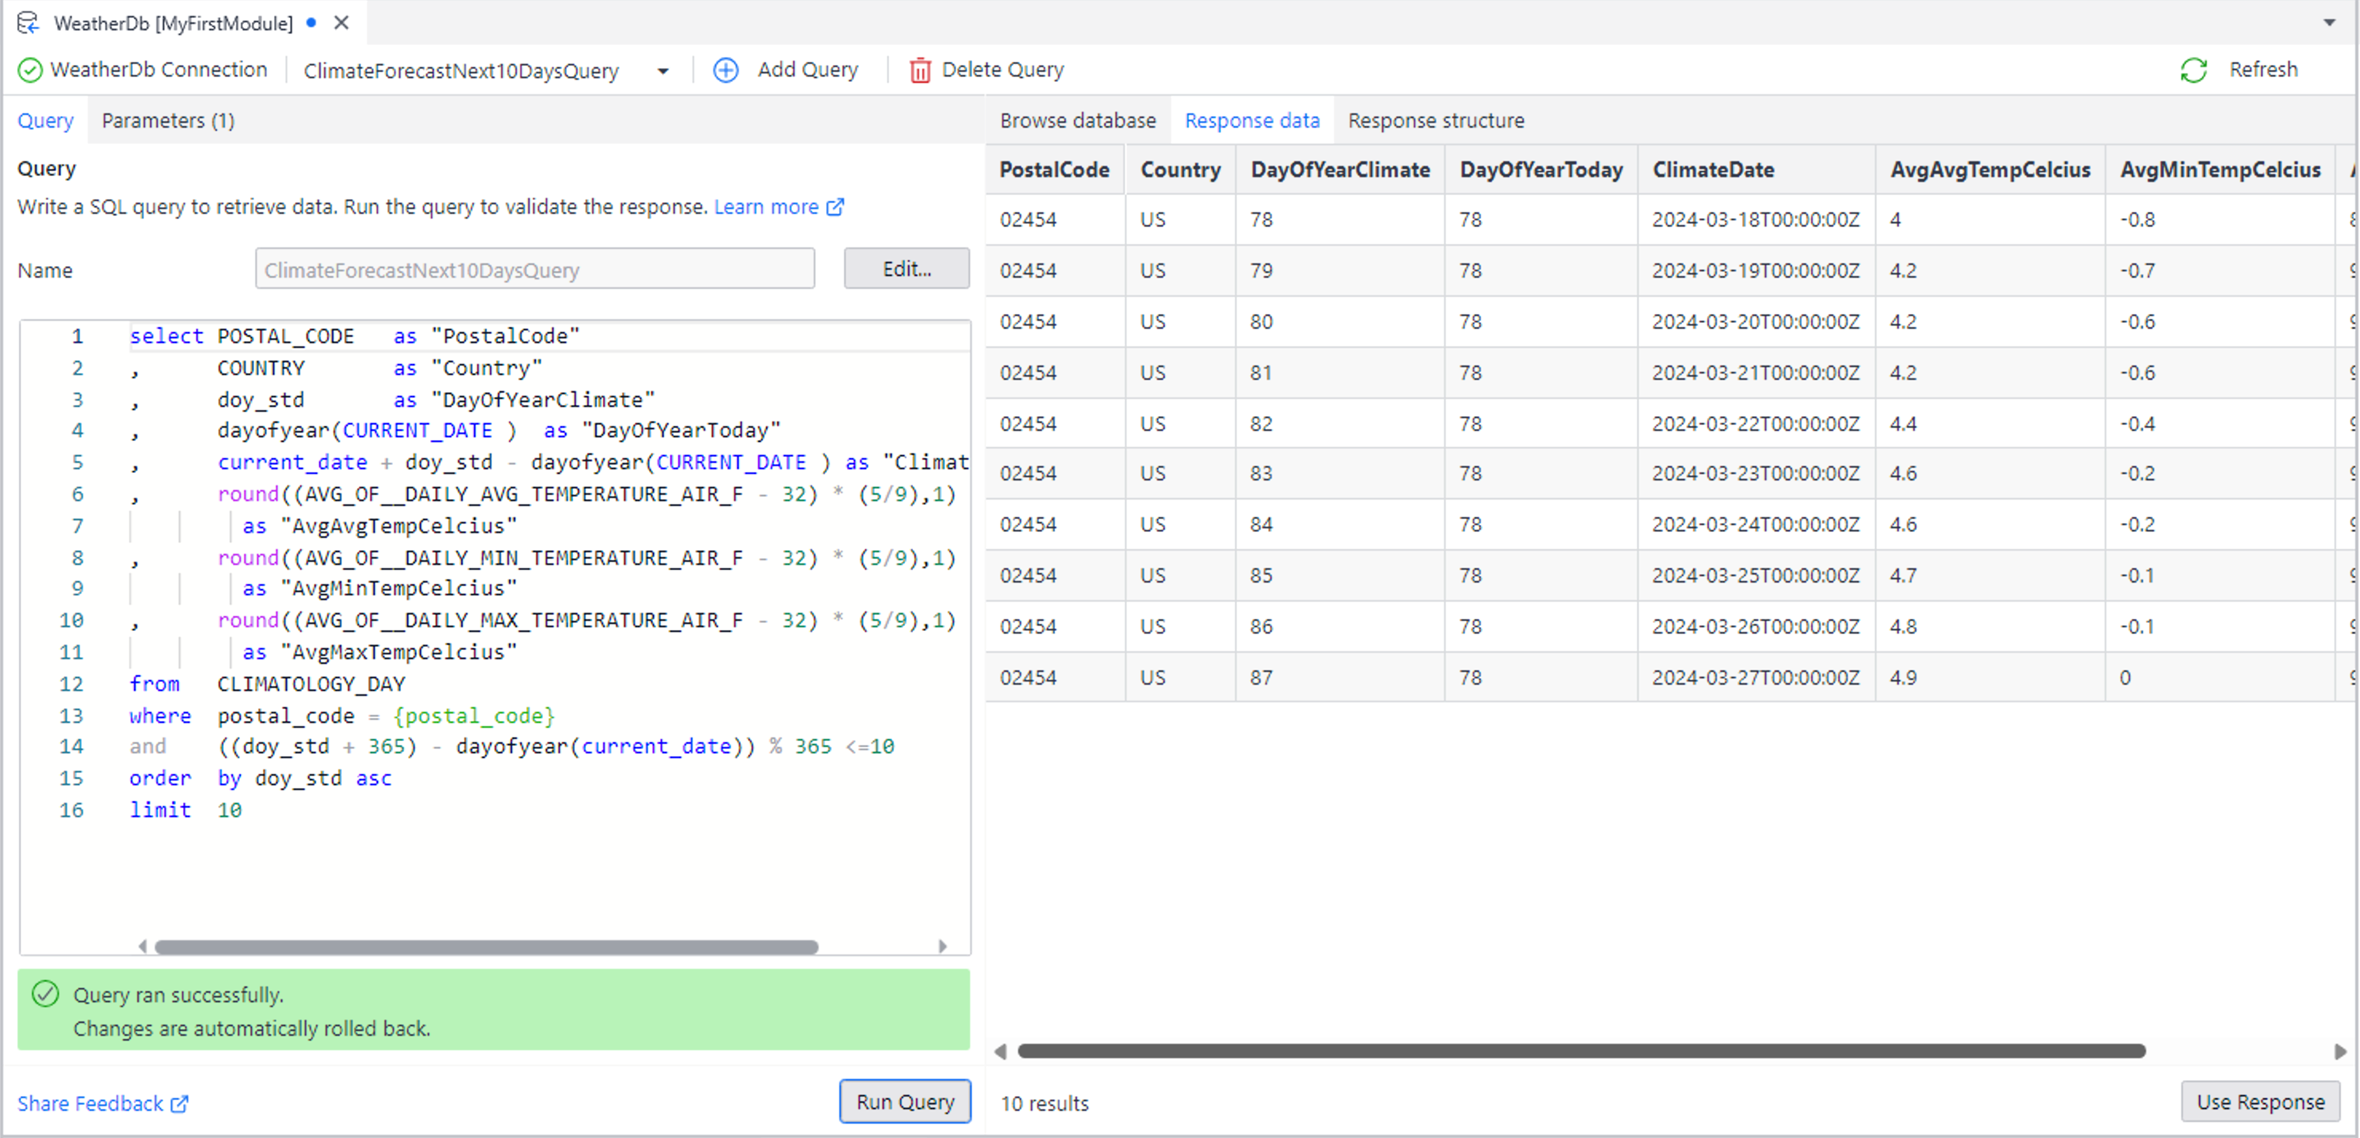 WeatherDb [MyFirstModule]
WeatherDb Connection ClimateForecastNext10DaysQuery Add Query Delete Query Refresh
Query Parameters (1)
Query
Write a SQL query to retrieve data. Run the query to validate the response. Learn more
Name ClimateForecastNext10DaysQuery Edit...
1 select POSTAL_CODE as "PostalCode"
2 , COUNTRY as "Country"
3 , doy_std as "DayOfYearClimate"
4 , dayofyear(CURRENT_DATE ) as "DayOfYearToday"
5 , current_date + doy_std - dayofyear(CURRENT_DATE ) as "Climat
6 , round((AVG_OF__DAILY_AVG_TEMPERATURE_AIR_F - 32) * (5/9),1)
7 as "AvgAvgTempCelcius"
8 , round((AVG_OF__DAILY_MIN_TEMPERATURE_AIR_F - 32) * (5/9),1)
9 as "AvgMinTempCelcius"
10 , round((AVG_OF__DAILY_MAX_TEMPERATURE_AIR_F - 32) * (5/9),1)
11 as "AvgMaxTempCelcius"
12 from CLIMATOLOGY_DAY
13 where postal_code = {postal_code}
14 and ((doy_std + 365) - dayofyear(current_date)) % 365 <=10
15 order by doy_std asc
16 limit 10
Query ran successfully.
Changes are automatically rolled back.
Share Feedback Run Query
Browse database Response data Response structure
PostalCode Country DayOfYearClimate DayOfYearToday ClimateDate AvgAvgTempCelcius AvgMinTempCelcius
02454 US 78 78 2024-03-18T00:00:00Z 4 -0.8
02454 US 79 78 2024-03-19T00:00:00Z 4.2 -0.7
02454 US 80 78 2024-03-20T00:00:00Z 4.2 -0.6
02454 US 81 78 2024-03-21T00:00:00Z 4.2 -0.6
02454 US 82 78 2024-03-22T00:00:00Z 4.4 -0.4
02454 US 83 78 2024-03-23T00:00:00Z 4.6 -0.2
02454 US 84 78 2024-03-24T00:00:00Z 4.6 -0.2
02454 US 85 78 2024-03-25T00:00:00Z 4.7 -0.1
02454 US 86 78 2024-03-26T00:00:00Z 4.8 -0.1
02454 US 87 78 2024-03-27T00:00:00Z 4.9 0
10 results Use Response